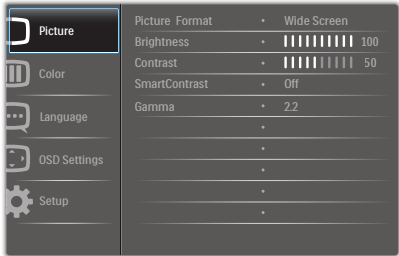 Picture
Color
Language
OSD Settings
Setup
Picture Format • Wide Screen
Brightness • 100
Contrast • 50
SmartContrast • Off
Gamma • 2.2
•
•
•
•
•